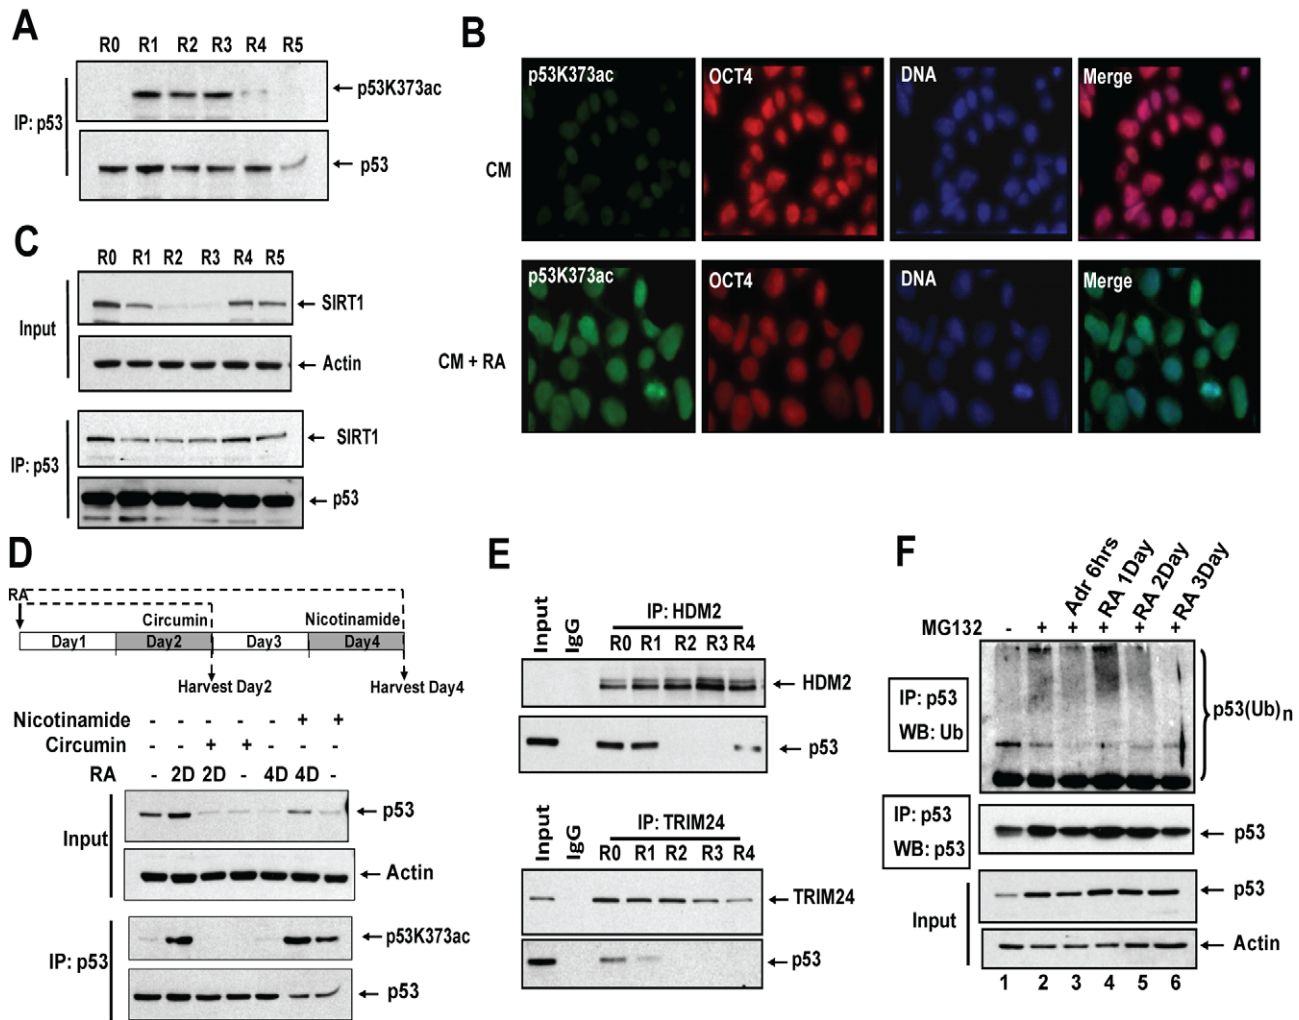 A
R0 R1 R2 R3 R4 R5
IP: p53
p53K373ac
p53
B
p53K373ac OCT4 DNA Merge
CM
p53K373ac OCT4 DNA Merge
CM + RA
C
R0 R1 R2 R3 R4 R5
Input
SIRT1
Actin
IP: p53
SIRT1
p53
D
RA
Circumin Nicotinamide
Day1 Day2 Day3 Day4
Harvest Day2 Harvest Day4
Nicotinamide - - - - - + +
Circumin - - + + - - -
RA - 2D 2D - 4D 4D -
Input
p53
Actin
IP: p53
p53K373ac
p53
E
Input IgG
IP: HDM2
R0 R1 R2 R3 R4
HDM2
p53
Input IgG
IP: TRIM24
R0 R1 R2 R3 R4
TRIM24
p53
F
Adr 6hrs RA 1Day RA 2Day RA 3Day
MG132 - + + + + +
IP: p53
WB: Ub
p53(Ub)n
IP: p53
WB: p53
p53
Input
p53
Actin
1 2 3 4 5 6